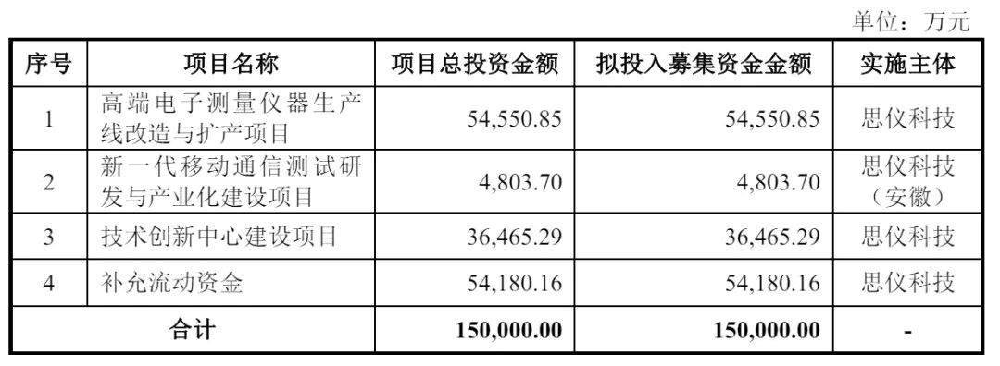 单位：万元
序号 项目名称 项目总投资金额 拟投入募集资金金额 实施主体
高端电子测量仪器生产
1 54,550.85 54,550.85 思仪科技
线改造与扩产项目
新一代移动通信测试研 思仪科技
2 4,803.70 4,803.70
发与产业化建设项目 （安徽）
3 技术创新中心建设项目 36,465.29 36,465.29 思仪科技
4 补充流动资金 54,180.16 54,180.16 思仪科技
合计 150,000.00 150,000.00 -